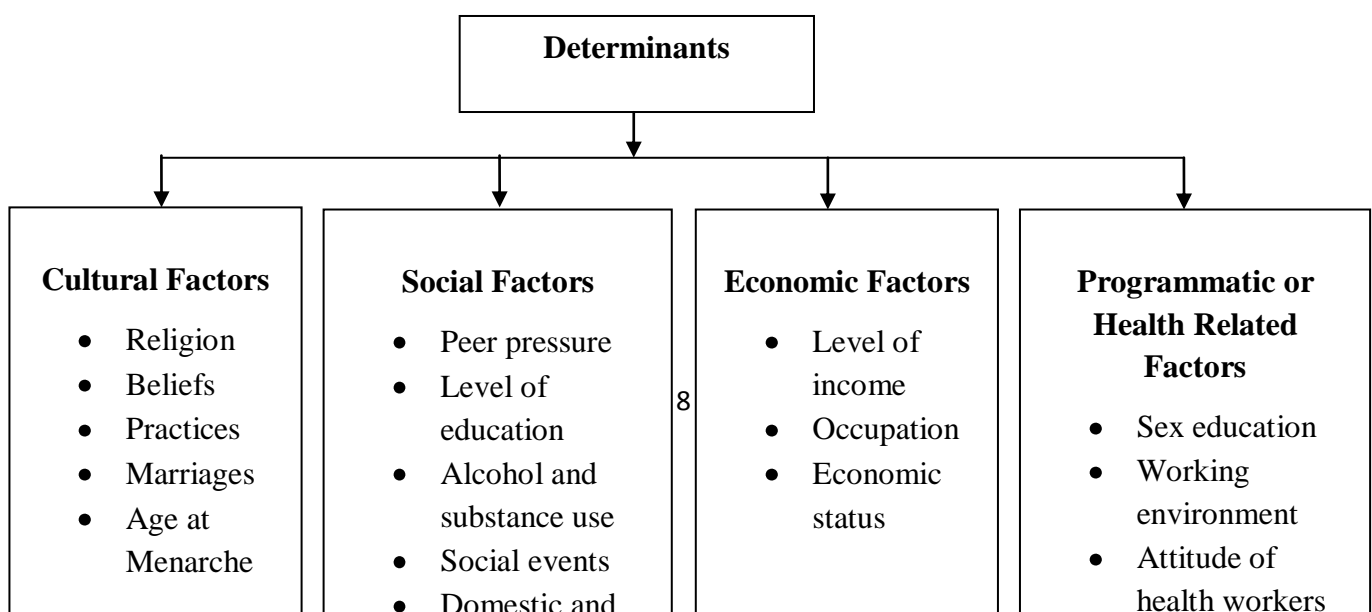 Determinants
Cultural Factors
● Religion
● Beliefs
● Practices
● Marriages
● Age at
Menarche
Social Factors
● Peer pressure
● Level of
education
● Alcohol and
substance use
● Social events
● Domestic and
8
Economic Factors
● Level of
income
● Occupation
● Economic
status
Programmatic or
Health Related
Factors
● Sex education
● Working
environment
● Attitude of
health workers